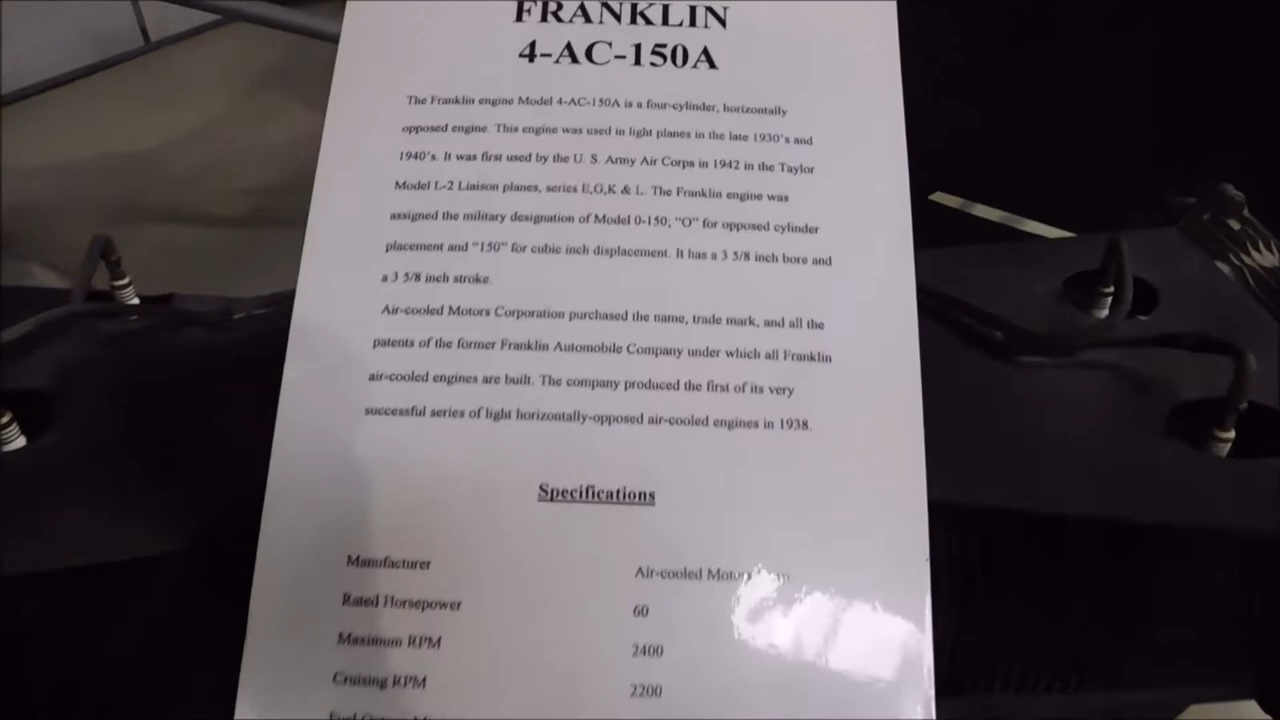 FRANKLIN
4-AC-150A
The Franklin engine Model 4-AC-150A is a four-cylinder, horizontally
opposed engine. This engine was used in light planes in the late 1930's and
1940's. It was first used by the U. S. Army Air Corps in 1942 in the Taylor
Model L-2 Liaison planes, series E,G,K & L. The Franklin engine was
assigned the military designation of Model 0-150; "O" for opposed cylinder
placement and "150" for cubic inch displacement. It has a 3 5/8 inch bore and
a 3 5/8 inch stroke.
Air-cooled Motors Corporation purchased the name, trade mark, and all the
patents of the former Franklin Automobile Company under which all Franklin
air-cooled engines are built. The company produced the first of its very
successful series of light horizontally-opposed air-cooled engines in 1938.
Specifications
Manufacturer Air-cooled Motors
Rated Horsepower 60
Maximum RPM 2400
Cruising RPM 2200